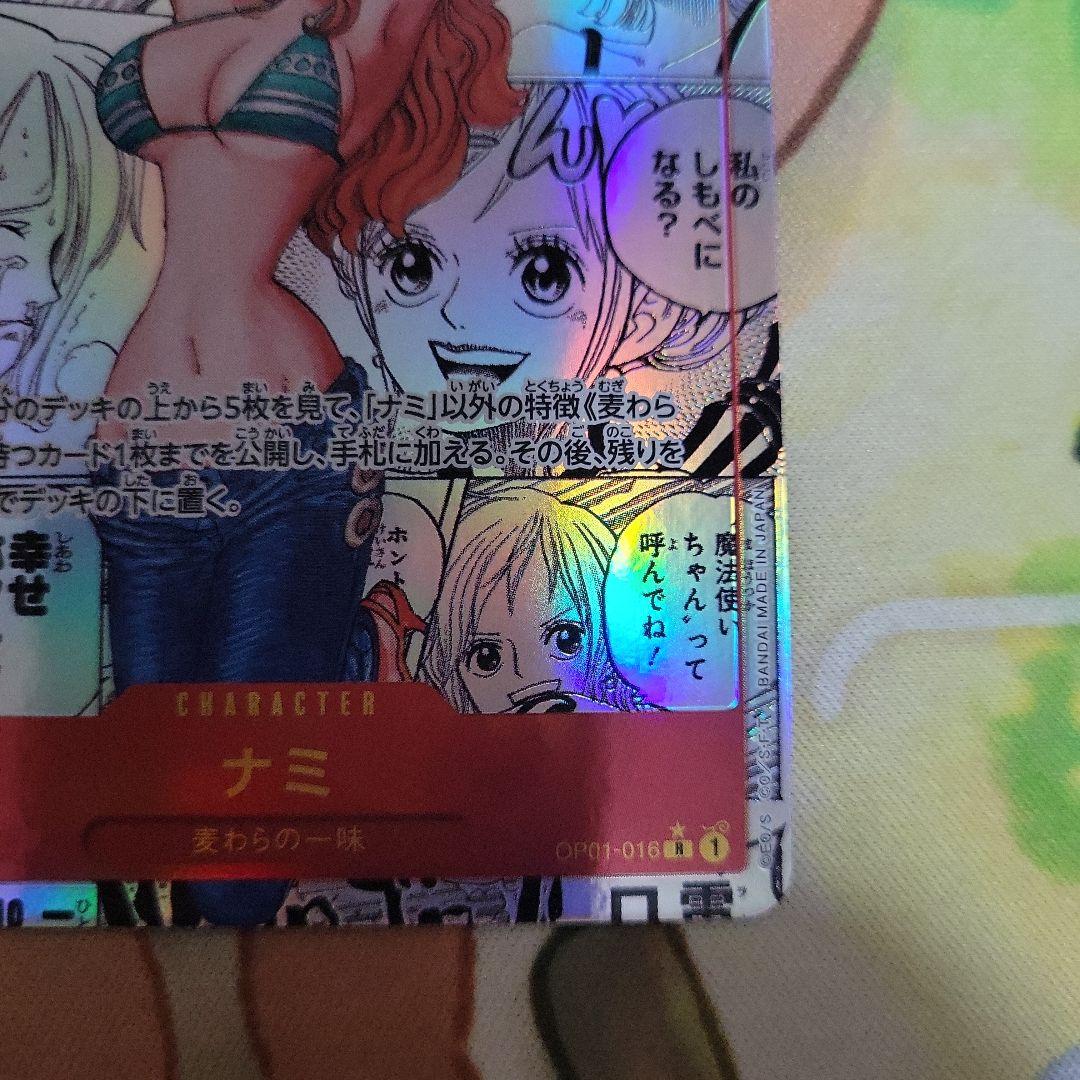 ん♡
私の
しもべに
なる？
分のデッキの上から5枚を見て、「ナミ」以外の特徴《麦わら
持つカード1枚までを公開し、手札に加える。その後、残りを
でデッキの下に置く。
幸せ
ホント
魔法使い
ちゃん〟って
呼んでね！
CHARACTER
ナミ
麦わらの一味
OP01-016 R 1
©E.O/S. ©O/S.F.T. BANDAI MADE IN JAPAN